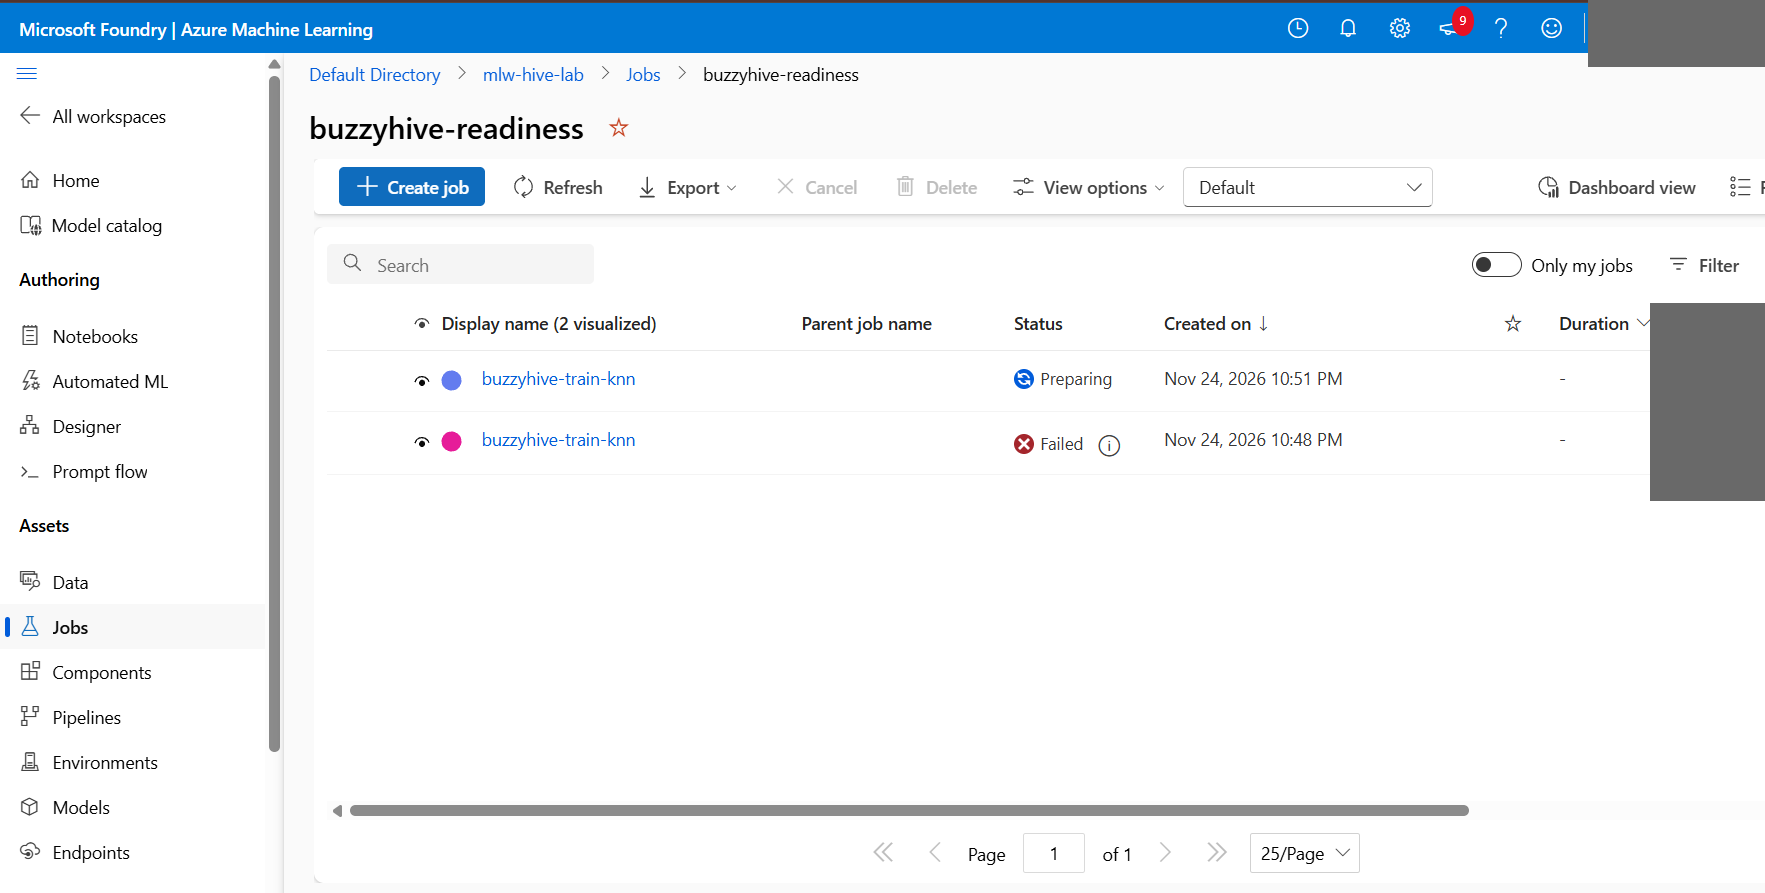 Microsoft Foundry | Azure Machine Learning
9
All workspaces
Home
Model catalog
Authoring
Notebooks
Automated ML
Designer
Prompt flow
Assets
Data
Jobs
Components
Pipelines
Environments
Models
Endpoints
Default Directory > mlw-hive-lab > Jobs > buzzyhive-readiness
buzzyhive-readiness
Create job Refresh Export Cancel Delete View options Default Dashboard view
Search Only my jobs Filter
Display name (2 visualized) Parent job name Status Created on ↓ Duration
buzzyhive-train-knn Preparing Nov 24, 2026 10:51 PM -
buzzyhive-train-knn Failed Nov 24, 2026 10:48 PM -
Page 1 of 1 25/Page